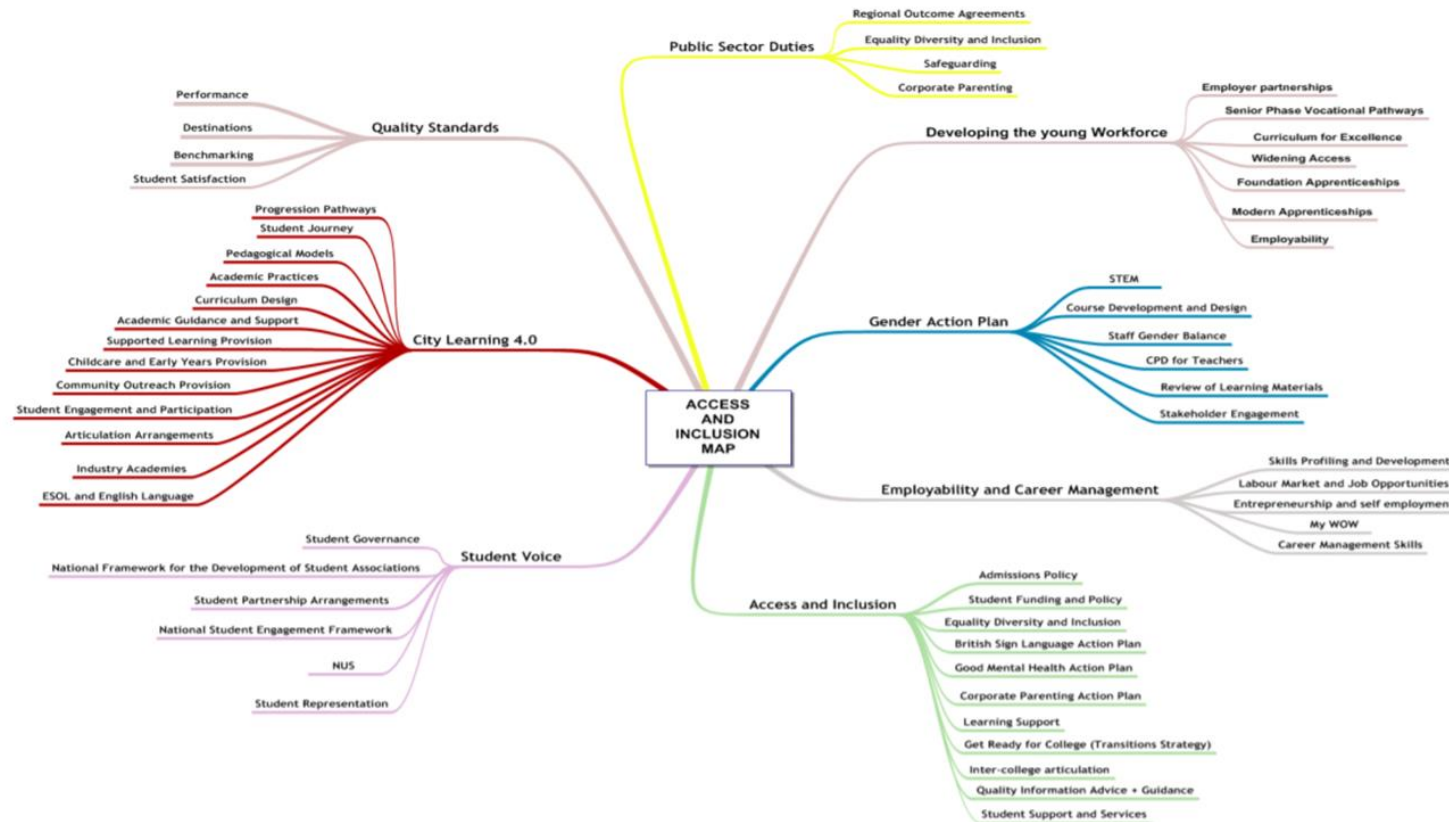 Public Sector Duties
Regional Outcome Agreements
Equality Diversity and Inclusion
Safeguarding
Corporate Parenting
Quality Standards
Performance
Destinations
Benchmarking
Student Satisfaction
Developing the young Workforce
Employer partnerships
Senior Phase Vocational Pathways
Curriculum for Excellence
Widening Access
Foundation Apprenticeships
Modern Apprenticeships
Employability
City Learning 4.0
Progression Pathways
Student Journey
Pedagogical Models
Academic Practices
Curriculum Design
Academic Guidance and Support
Supported Learning Provision
Childcare and Early Years Provision
Community Outreach Provision
Student Engagement and Participation
Articulation Arrangements
Industry Academies
ESOL and English Language
Gender Action Plan
STEM
Course Development and Design
Staff Gender Balance
CPD for Teachers
Review of Learning Materials
Stakeholder Engagement
ACCESS
AND
INCLUSION
MAP
Employability and Career Management
Skills Profiling and Development
Labour Market and Job Opportunities
Entrepreneurship and self employmen
My WOW
Career Management Skills
Student Voice
Student Governance
National Framework for the Development of Student Associations
Student Partnership Arrangements
National Student Engagement Framework
NUS
Student Representation
Access and Inclusion
Admissions Policy
Student Funding and Policy
Equality Diversity and Inclusion
British Sign Language Action Plan
Good Mental Health Action Plan
Corporate Parenting Action Plan
Learning Support
Get Ready for College (Transitions Strategy)
Inter-college articulation
Quality Information Advice + Guidance
Student Support and Services